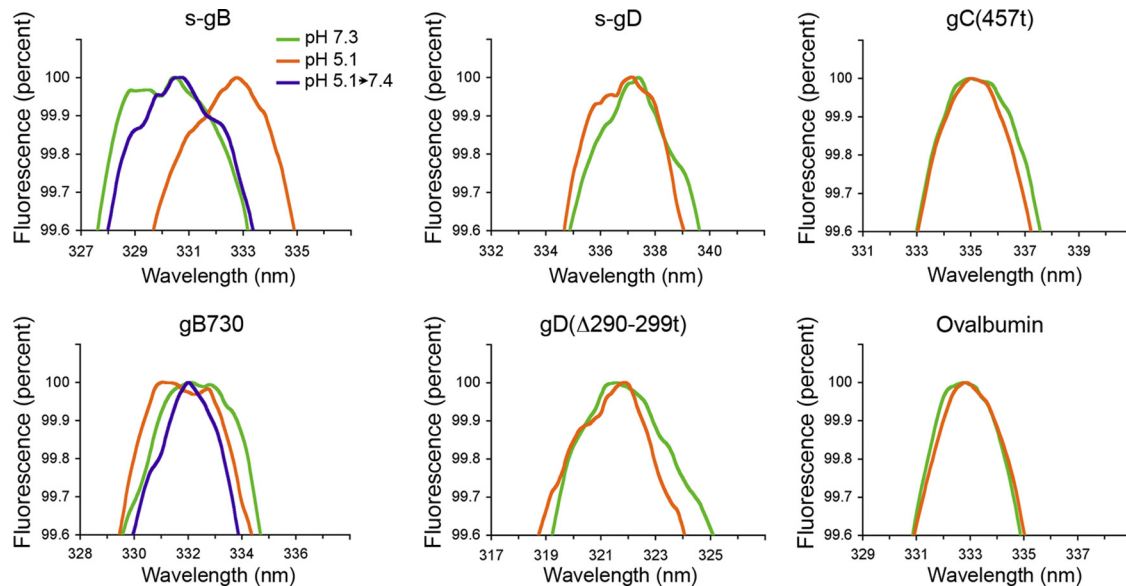 s-gB
pH 7.3
pH 5.1
pH 5.1➔7.4
Fluorescence (percent)
100
99.9
99.8
99.7
99.6
327 329 331 333 335
Wavelength (nm)
s-gD
Fluorescence (percent)
100
99.9
99.8
99.7
99.6
332 334 336 338 340
Wavelength (nm)
gC(457t)
Fluorescence (percent)
100
99.9
99.8
99.7
99.6
331 333 335 337 339
Wavelength (nm)
gB730
Fluorescence (percent)
100
99.9
99.8
99.7
99.6
328 330 332 334 336
Wavelength (nm)
gD(Δ290-299t)
Fluorescence (percent)
100
99.9
99.8
99.7
99.6
317 319 321 323 325
Wavelength (nm)
Ovalbumin
Fluorescence (percent)
100
99.9
99.8
99.7
99.6
329 331 333 335 337
Wavelength (nm)